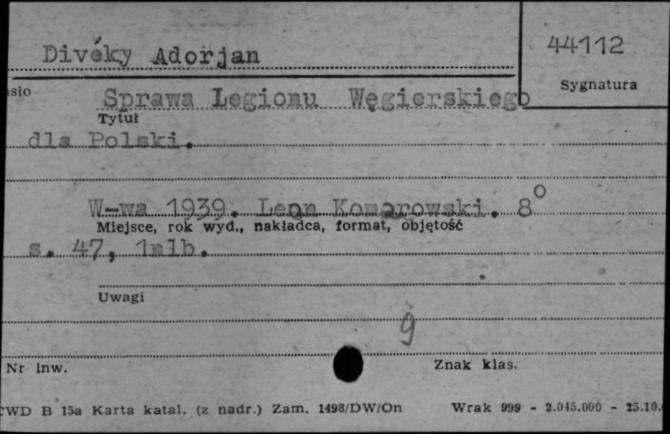 Divéky Adorjan
44112
Sygnatura
Sprawa Legionu Węgierskiego
Tytuł
dla Polski.
W-wa 1939. Leon Komorowski. 8°
Miejsce, rok wyd., nakładca, format, objętość
s. 47, 1nlb.
Uwagi
9
Nr inw.
Znak klas.
CWD B 15a Karta katal. (z nadr.) Zam. 1498/DW/On Wrak 999 - 2.045.000 - 25.10.